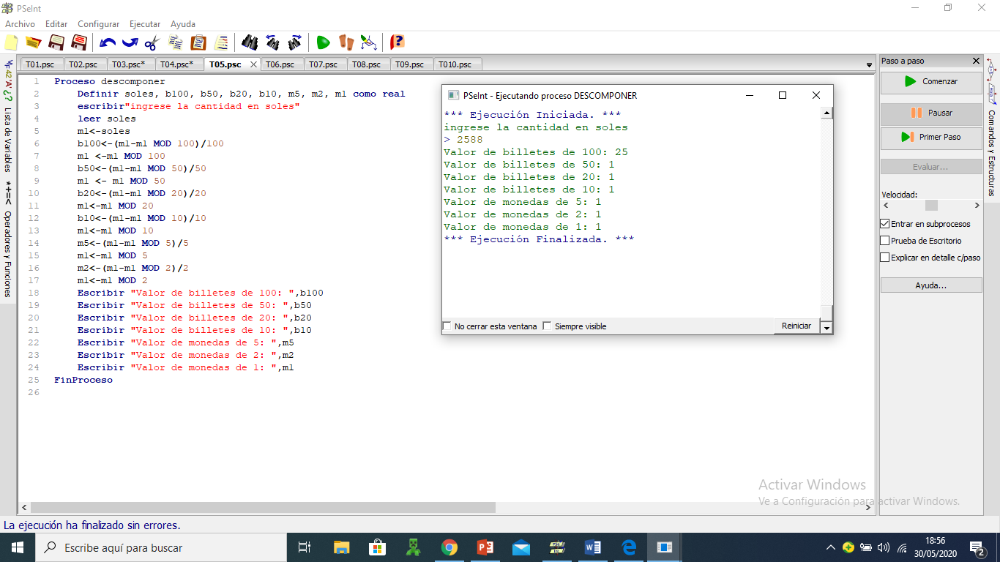 PSeInt
Archivo Editar Configurar Ejecutar Ayuda
T01.psc T02.psc T03.psc* T04.psc* T05.psc T06.psc T07.psc T08.psc T09.psc T010.psc
Lista de Variables
*+=< Operadores y Funciones
1 Proceso descomponer
2 Definir soles, b100, b50, b20, b10, m5, m2, m1 como real
3 escribir"ingrese la cantidad en soles"
4 leer soles
5 m1<-soles
6 b100<-(m1-m1 MOD 100)/100
7 m1 <-m1 MOD 100
8 b50<-(m1-m1 MOD 50)/50
9 m1 <- m1 MOD 50
10 b20<-(m1-m1 MOD 20)/20
11 m1<-m1 MOD 20
12 b10<-(m1-m1 MOD 10)/10
13 m1<-m1 MOD 10
14 m5<-(m1-m1 MOD 5)/5
15 m1<-m1 MOD 5
16 m2<-(m1-m1 MOD 2)/2
17 m1<-m1 MOD 2
18 Escribir "Valor de billetes de 100: ",b100
19 Escribir "Valor de billetes de 50: ",b50
20 Escribir "Valor de billetes de 20: ",b20
21 Escribir "Valor de billetes de 10: ",b10
22 Escribir "Valor de monedas de 5: ",m5
23 Escribir "Valor de monedas de 2: ",m2
24 Escribir "Valor de monedas de 1: ",m1
25 FinProceso
26
PSeInt - Ejecutando proceso DESCOMPONER
*** Ejecución Iniciada. ***
ingrese la cantidad en soles
> 2588
Valor de billetes de 100: 25
Valor de billetes de 50: 1
Valor de billetes de 20: 1
Valor de billetes de 10: 1
Valor de monedas de 5: 1
Valor de monedas de 2: 1
Valor de monedas de 1: 1
*** Ejecución Finalizada. ***
No cerrar esta ventana Siempre visible Reiniciar
Paso a paso
Comenzar
Pausar
Primer Paso
Evaluar...
Velocidad:
Entrar en subprocesos
Prueba de Escritorio
Explicar en detalle c/paso
Ayuda...
Comandos y Estructuras
Activar Windows
Ve a Configuración para activar Windows.
La ejecución ha finalizado sin errores.
Escribe aquí para buscar
18:56
30/05/2020
2